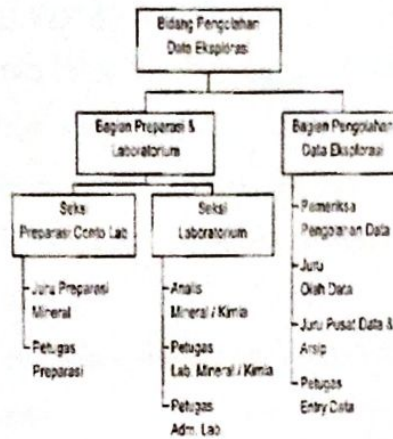 Bidang Pengolahan
Data Eksplorasi
Bagian Preparasi &
Laboratorium
Bagian Pengolahan
Data Eksplorasi
Seksi
Preparasi Conto Lab
Seksi
Laboratorium
Juru Preparasi
Mineral
Petugas
Preparasi
Analis
Mineral / Kimia
Petugas
Lab. Mineral / Kimia
Petugas
Adm. Lab
Pemeriksa
Pengolahan Data
Juru
Olah Data
Juru Pusat Data &
Arsip
Petugas
Entry Data